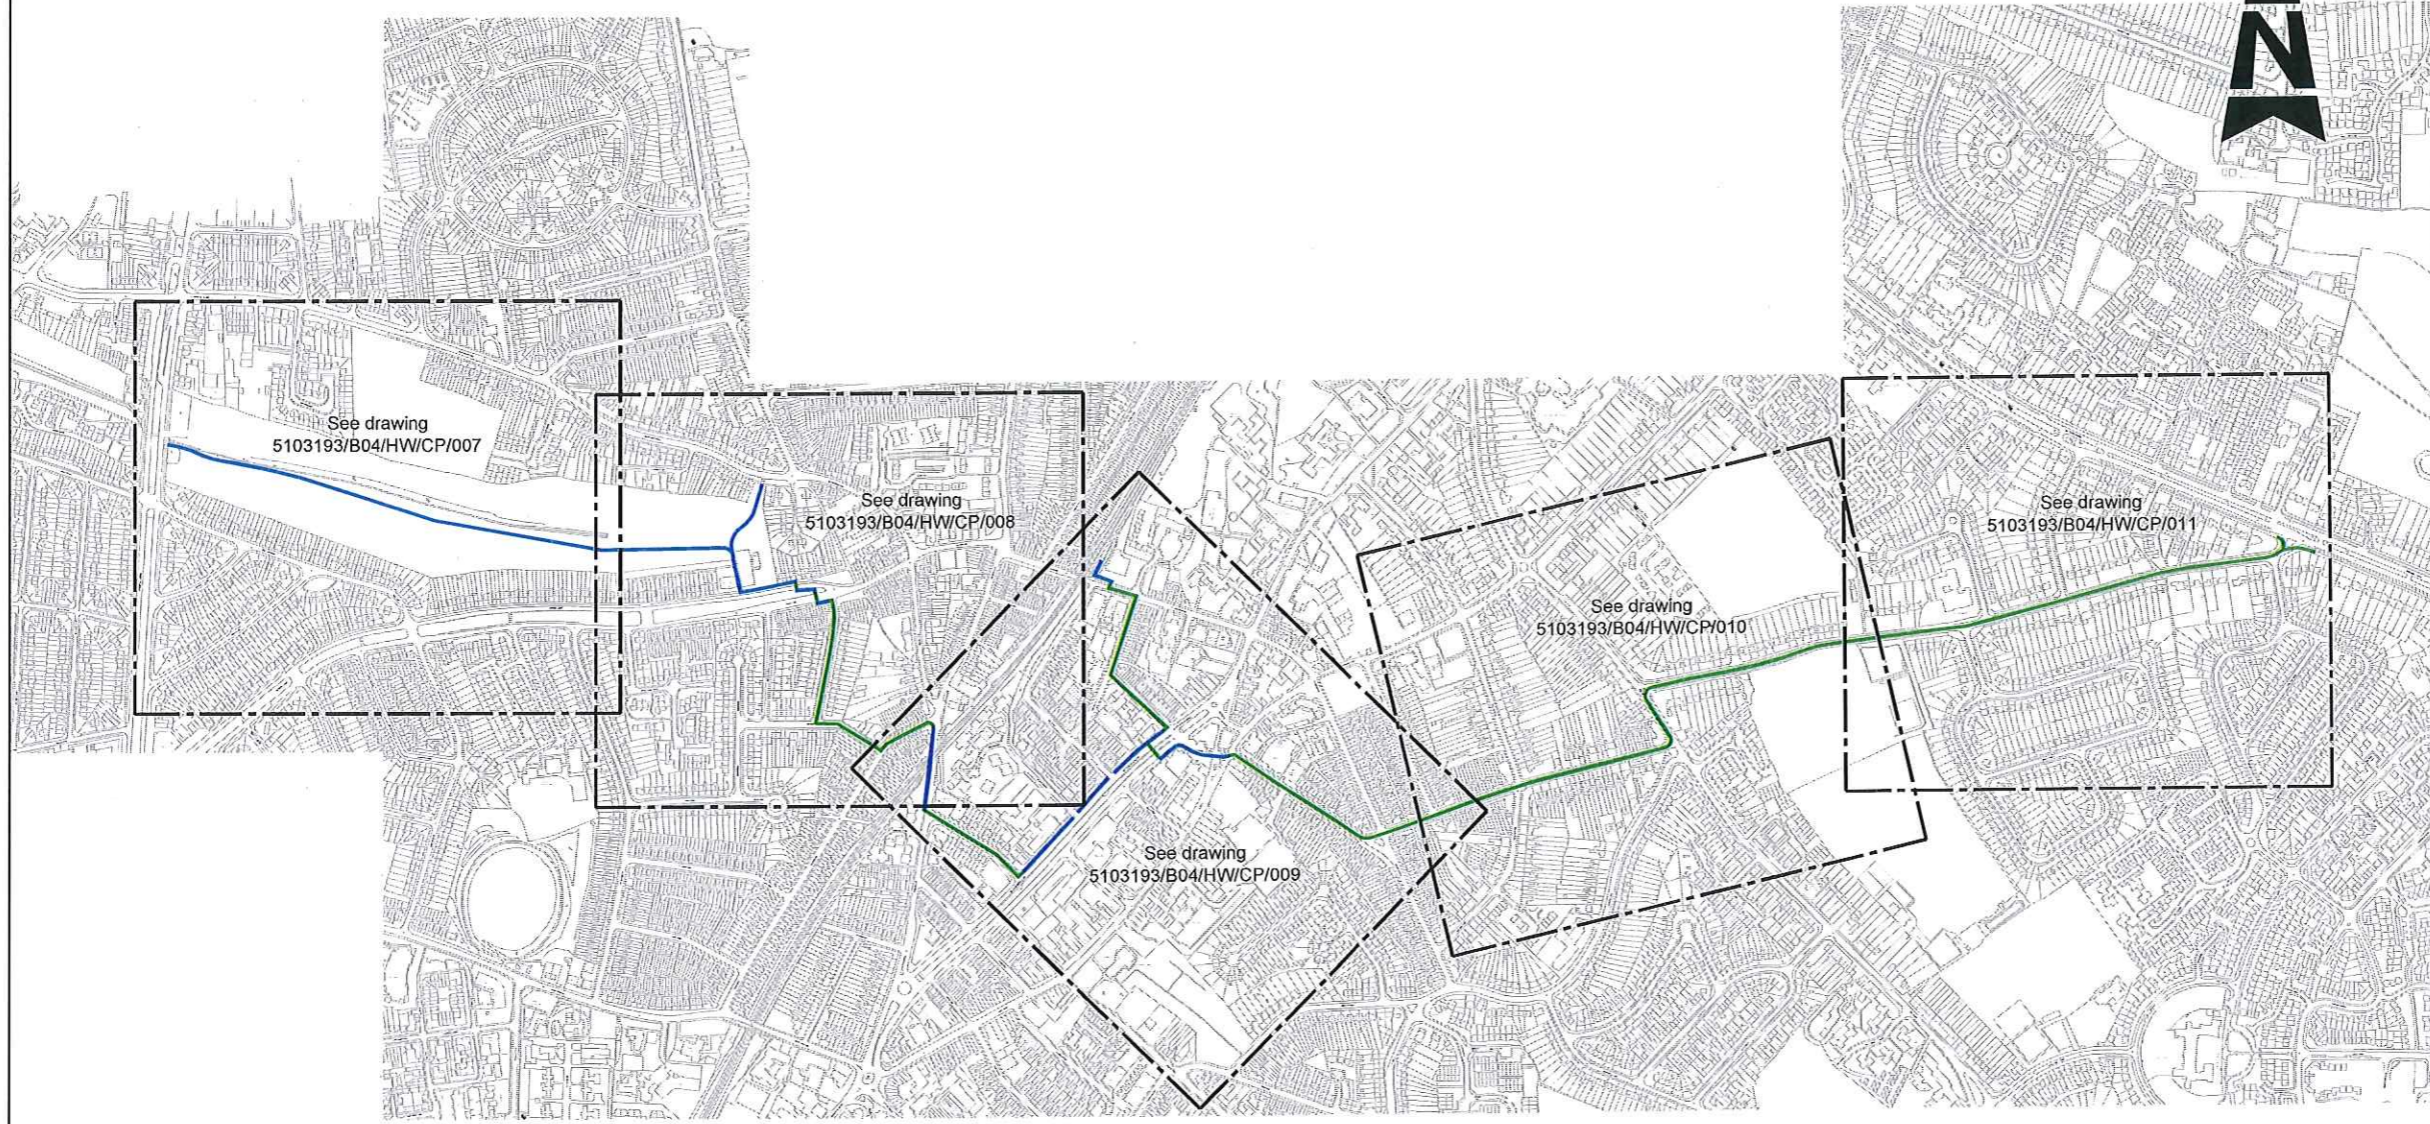 N
See drawing
5103193/B04/HW/CP/007
See drawing
5103193/B04/HW/CP/008
See drawing
5103193/B04/HW/CP/009
See drawing
5103193/B04/HW/CP/010
See drawing
5103193/B04/HW/CP/011